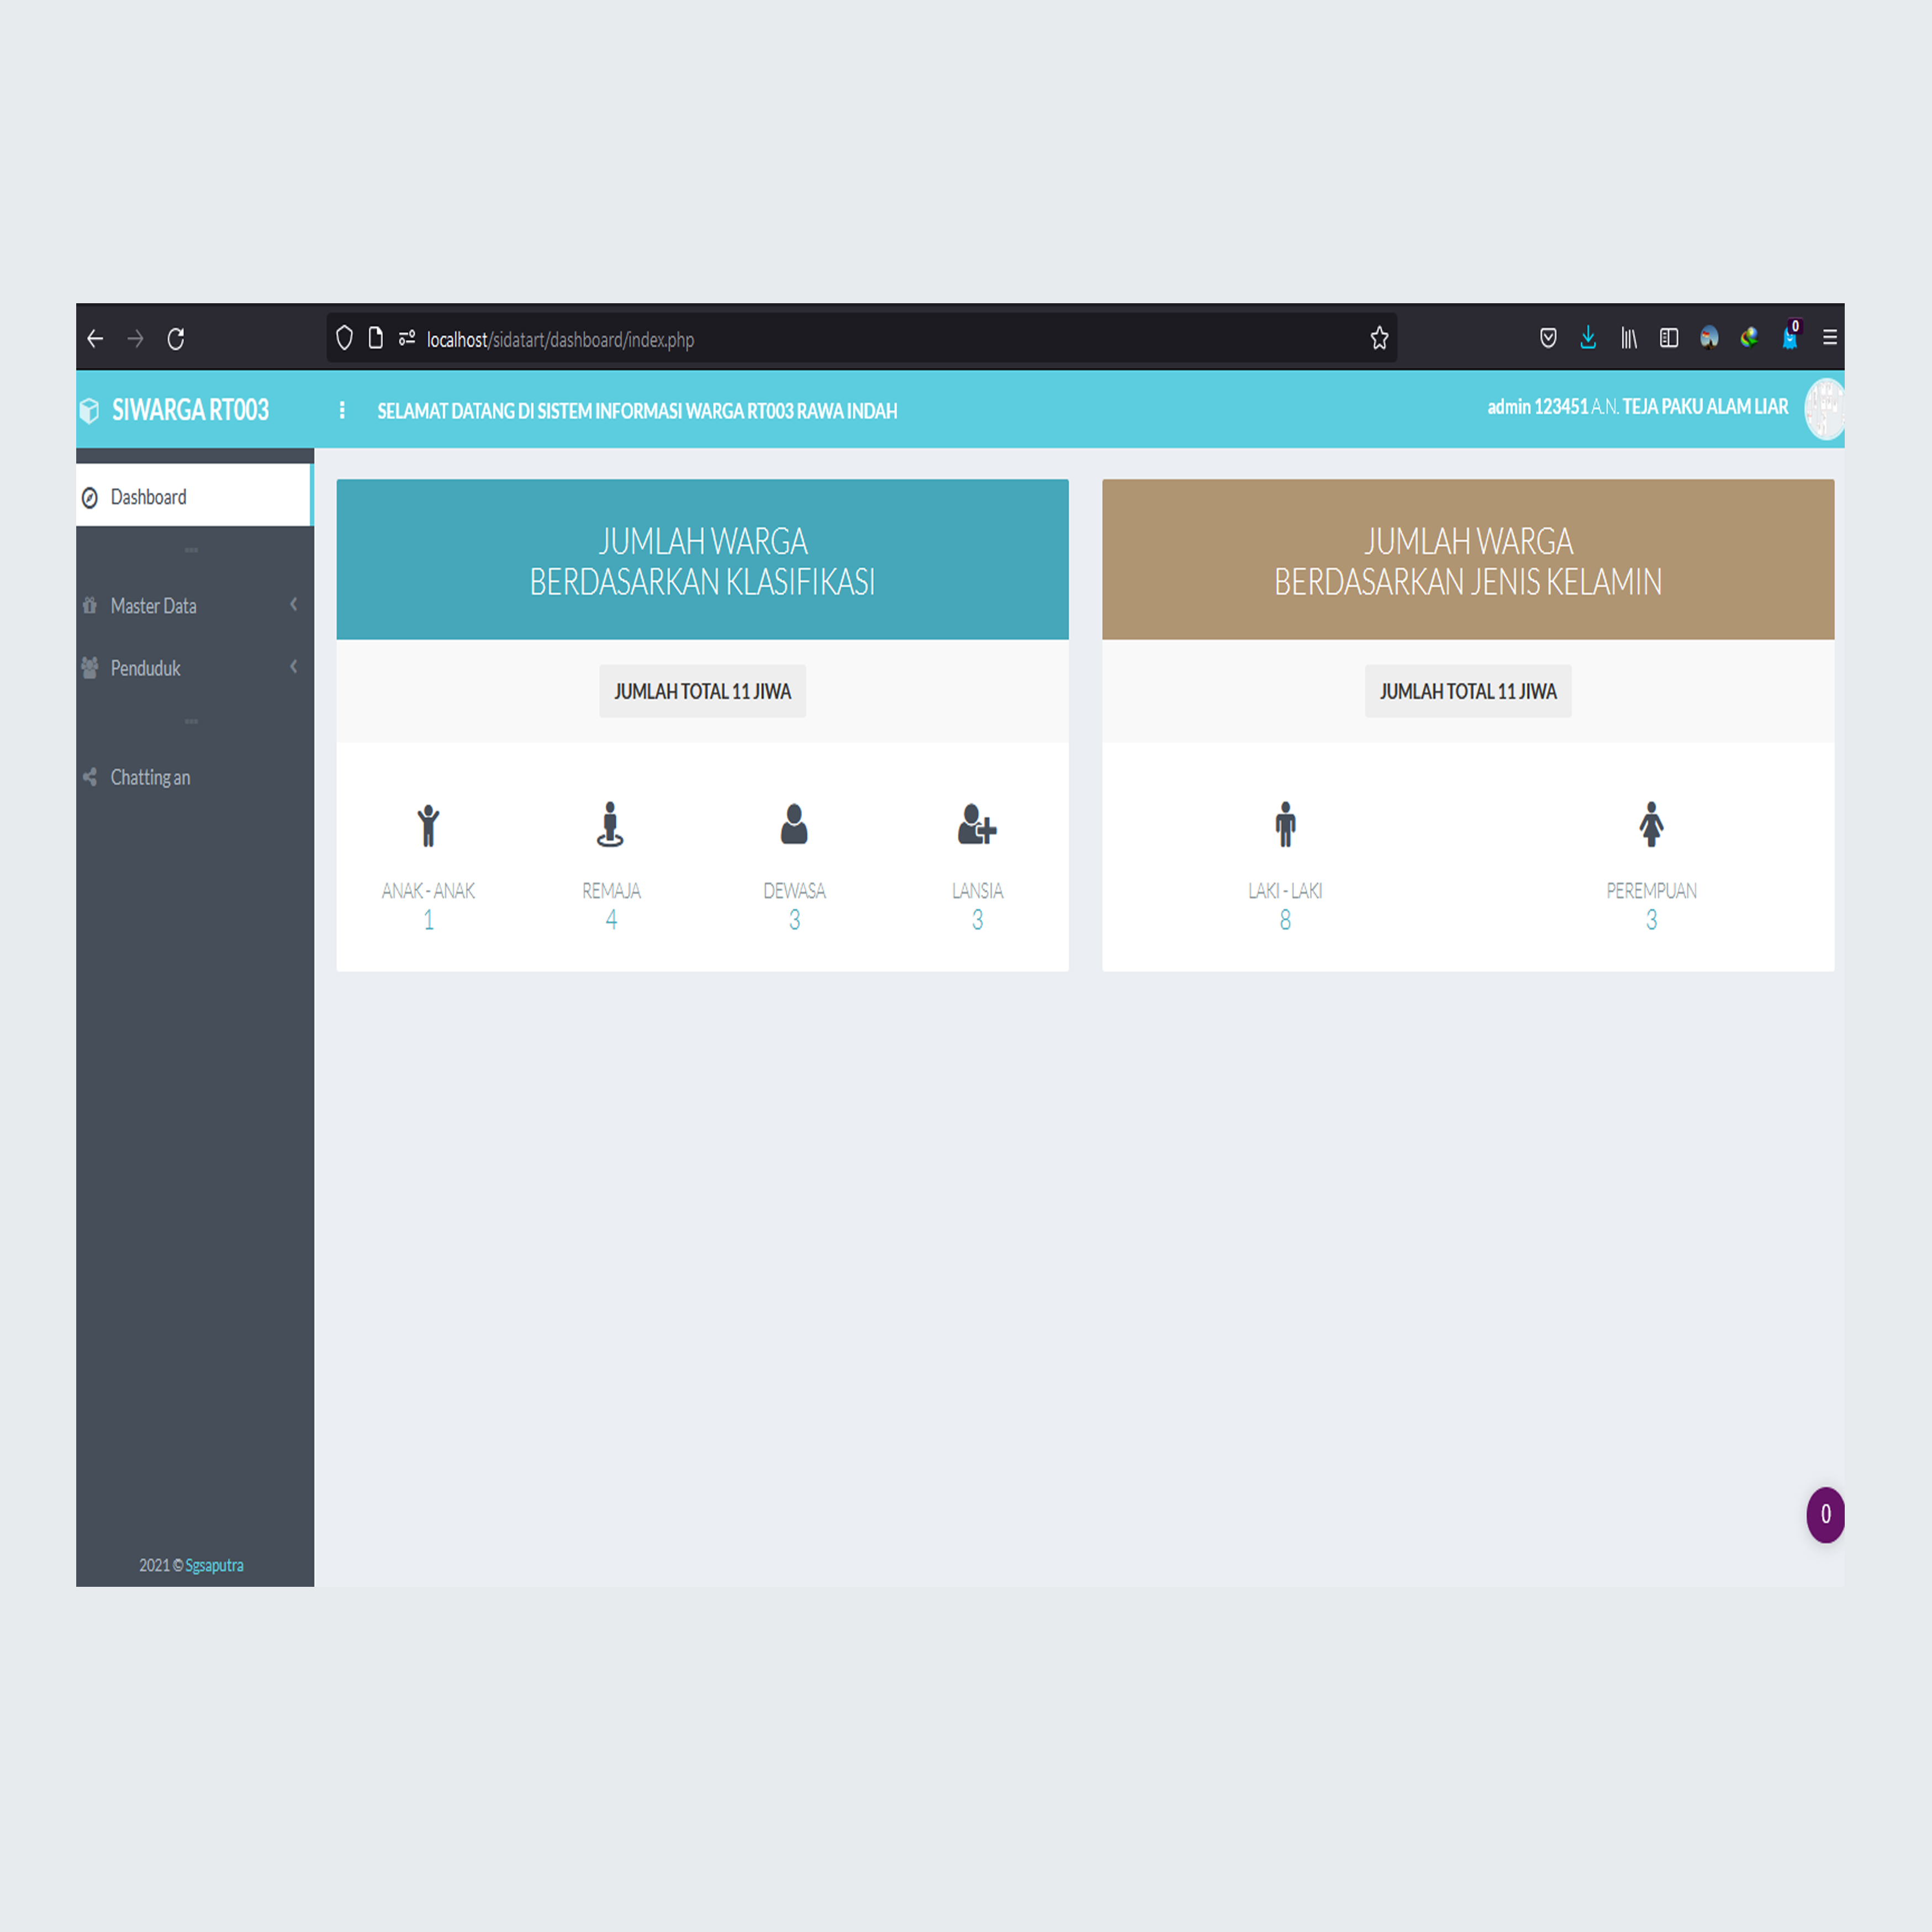 localhost/sidatart/dashboard/index.php
0
SIWARGA RT003
SELAMAT DATANG DI SISTEM INFORMASI WARGA RT003 RAWA INDAH
admin 123451 A.N. TEJA PAKU ALAM LIAR
Dashboard
Master Data
Penduduk
Chatting an
JUMLAH WARGA
BERDASARKAN KLASIFIKASI
JUMLAH TOTAL 11 JIWA
ANAK - ANAK
1
REMAJA
4
DEWASA
3
LANSIA
3
JUMLAH WARGA
BERDASARKAN JENIS KELAMIN
JUMLAH TOTAL 11 JIWA
LAKI - LAKI
8
PEREMPUAN
3
0
2021 © Sgsaputra